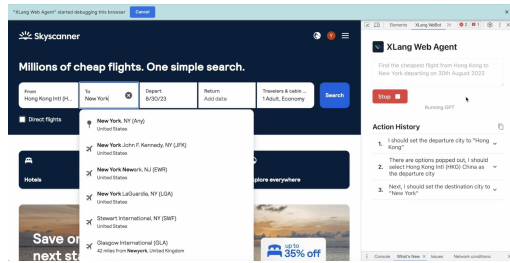 "XLang Web Agent" started debugging this browser
Cancel
Skyscanner
Millions of cheap flights. One simple search.
From
Hong Kong Intl (H...
To
New York
Depart
8/30/23
Return
Add date
Travelers & cabin ...
1 Adult, Economy
Search
Direct flights
New York, NY (Any)
United States
New York John F. Kennedy, NY (JFK)
United States
New York Newark, NJ (EWR)
United States
New York LaGuardia, NY (LGA)
United States
Stewart International, NY (SWF)
United States
Glasgow International (GLA)
42 miles from Newyork, United Kingdom
Hotels
plore everywhere
Save or
next sta
up to
35% off
Elements
XLang WebBot
2
1
XLang Web Agent
Find the cheapest flight from Hong Kong to
New York departing on 30th August 2023
Stop
Running GPT
Action History
1. I should set the departure city to "Hong
Kong"
2. There are options popped out, I should
select Hong Kong Intl (HKG) China as
the departure city
3. Next, I should set the destination city to
"New York"
Console
What's New
Issues
Network conditions